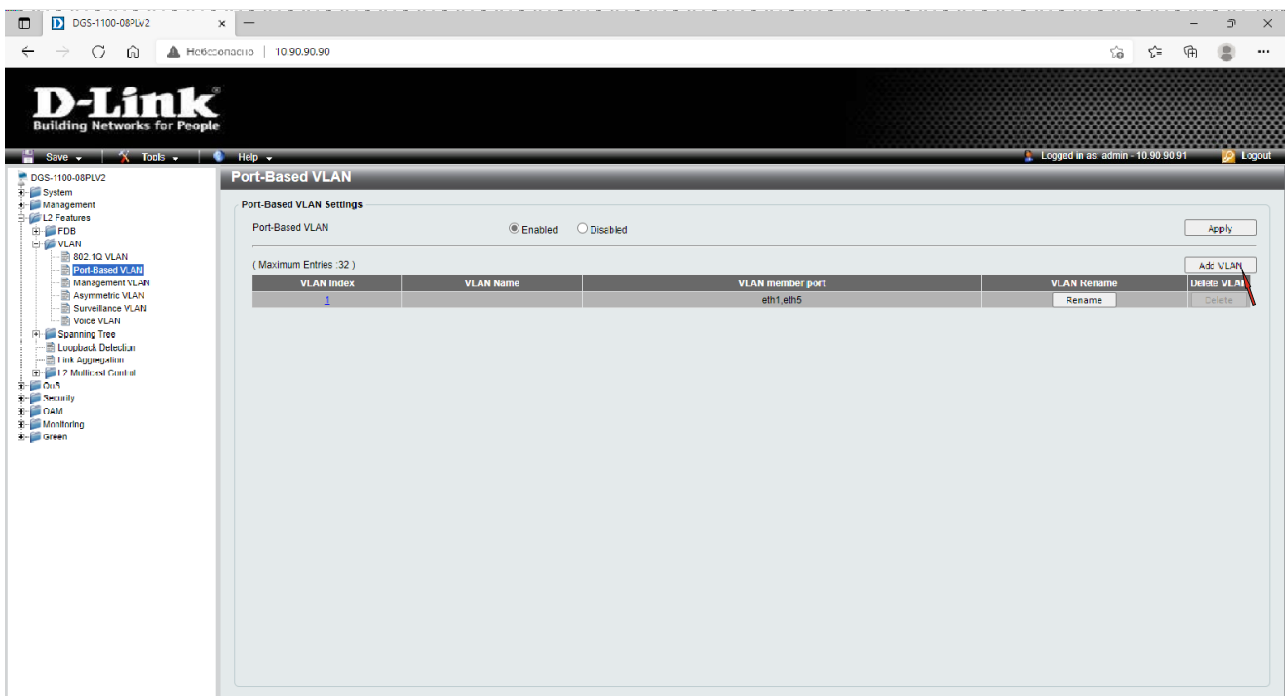 DGS-1100-08PLV2
Небезопасно | 10.90.90.90
D-Link®
Building Networks for People
Save Tools Help Logged in as admin - 10.90.90.91 Logout
DGS-1100-08PLV2
System
Management
L2 Features
FDB
VLAN
802.1Q VLAN
Port-Based VLAN
Management VLAN
Asymmetric VLAN
Surveillance VLAN
Voice VLAN
Spanning Tree
Loopback Detection
Link Aggregation
L2 Multicast Control
QoS
Security
OAM
Monitoring
Green
Port-Based VLAN
Port-Based VLAN Settings
Port-Based VLAN Enabled Disabled Apply
( Maximum Entries :32 ) Add VLAN
VLAN Index VLAN Name VLAN member port VLAN Rename Delete VLAN
1 eth1,eth5 Rename Delete